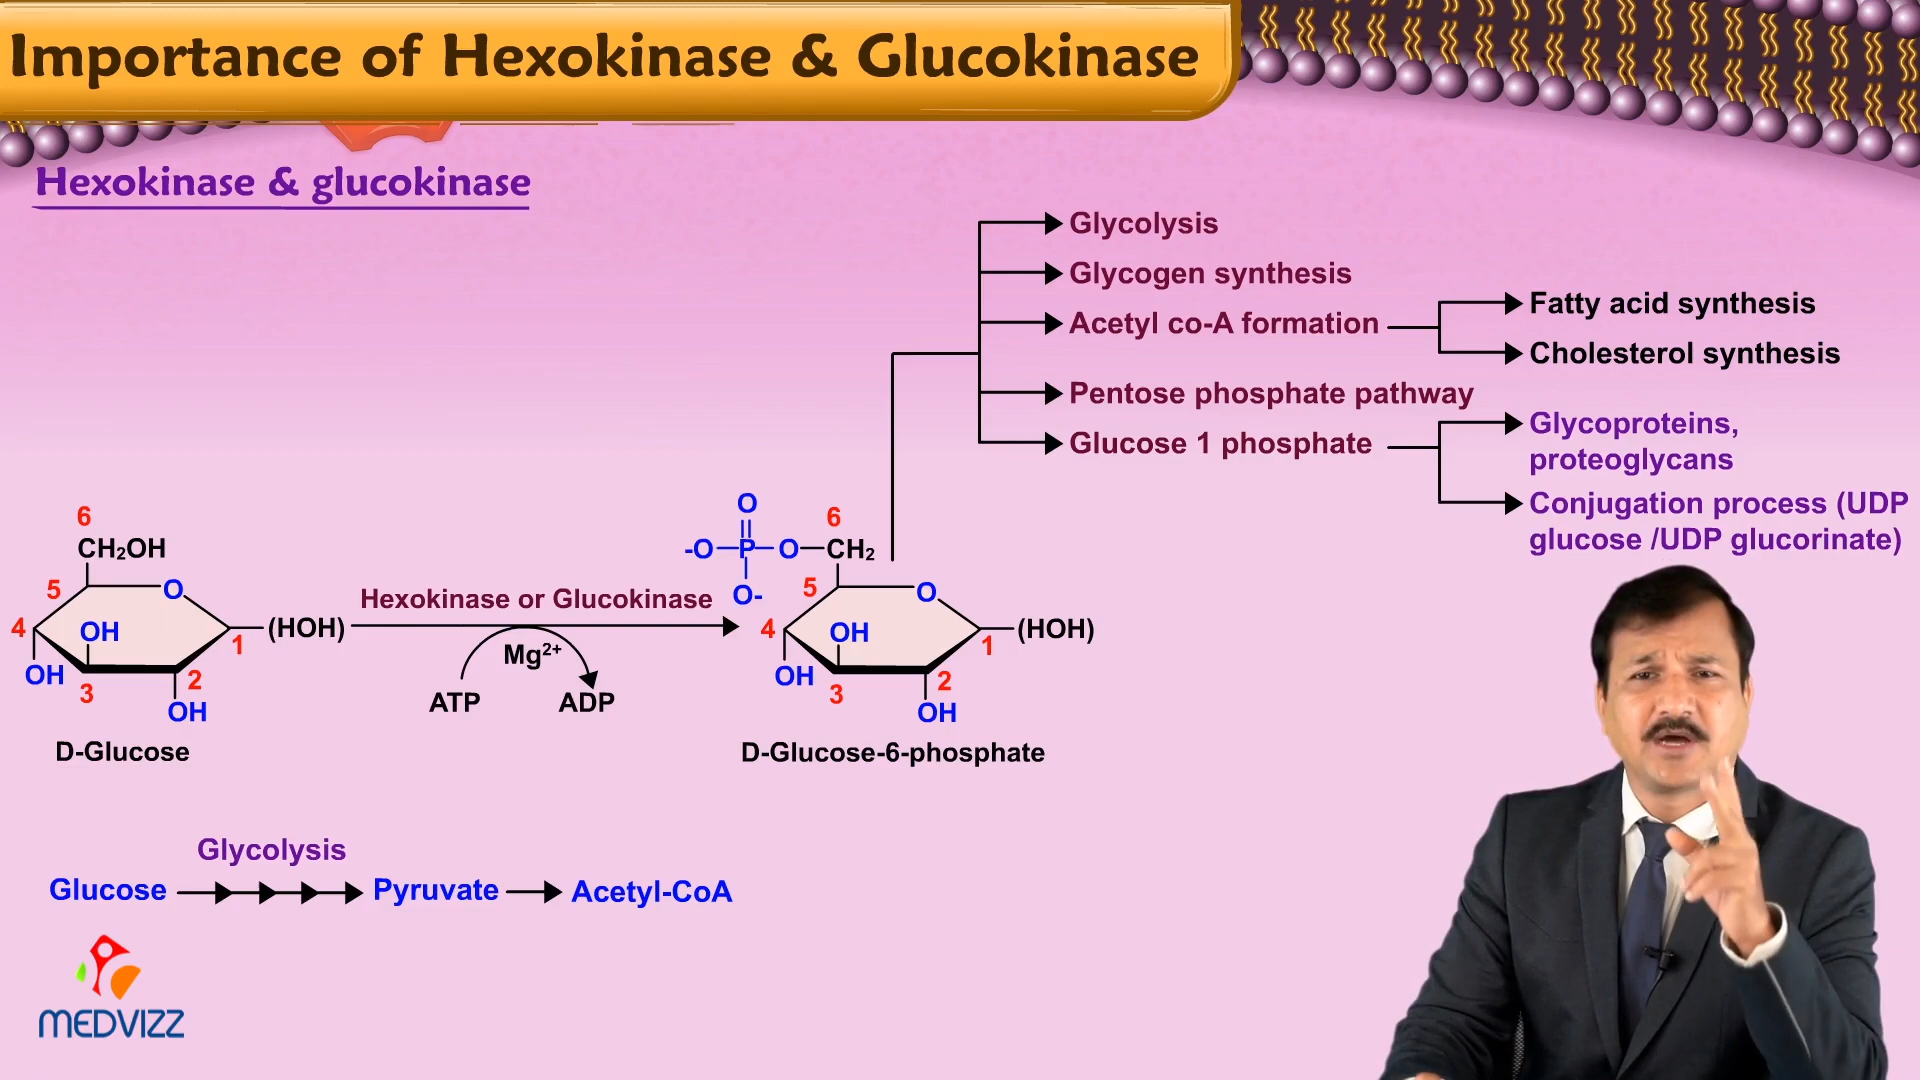 Importance of Hexokinase & Glucokinase
Hexokinase & glucokinase
Glycolysis
Glycogen synthesis
Acetyl co-A formation
Fatty acid synthesis
Cholesterol synthesis
Pentose phosphate pathway
Glucose 1 phosphate
Glycoproteins,
proteoglycans
Conjugation process (UDP
glucose /UDP glucorinate)
6
CH₂OH
5
O
4
OH
1
(HOH)
OH
3
2
OH
D-Glucose
Hexokinase or Glucokinase
Mg²⁺
ATP
ADP
O
-O
P
O
O-
6
CH₂
5
O
4
OH
1
(HOH)
OH
3
2
OH
D-Glucose-6-phosphate
Glycolysis
Glucose
Pyruvate
Acetyl-CoA
MEDVIZZ